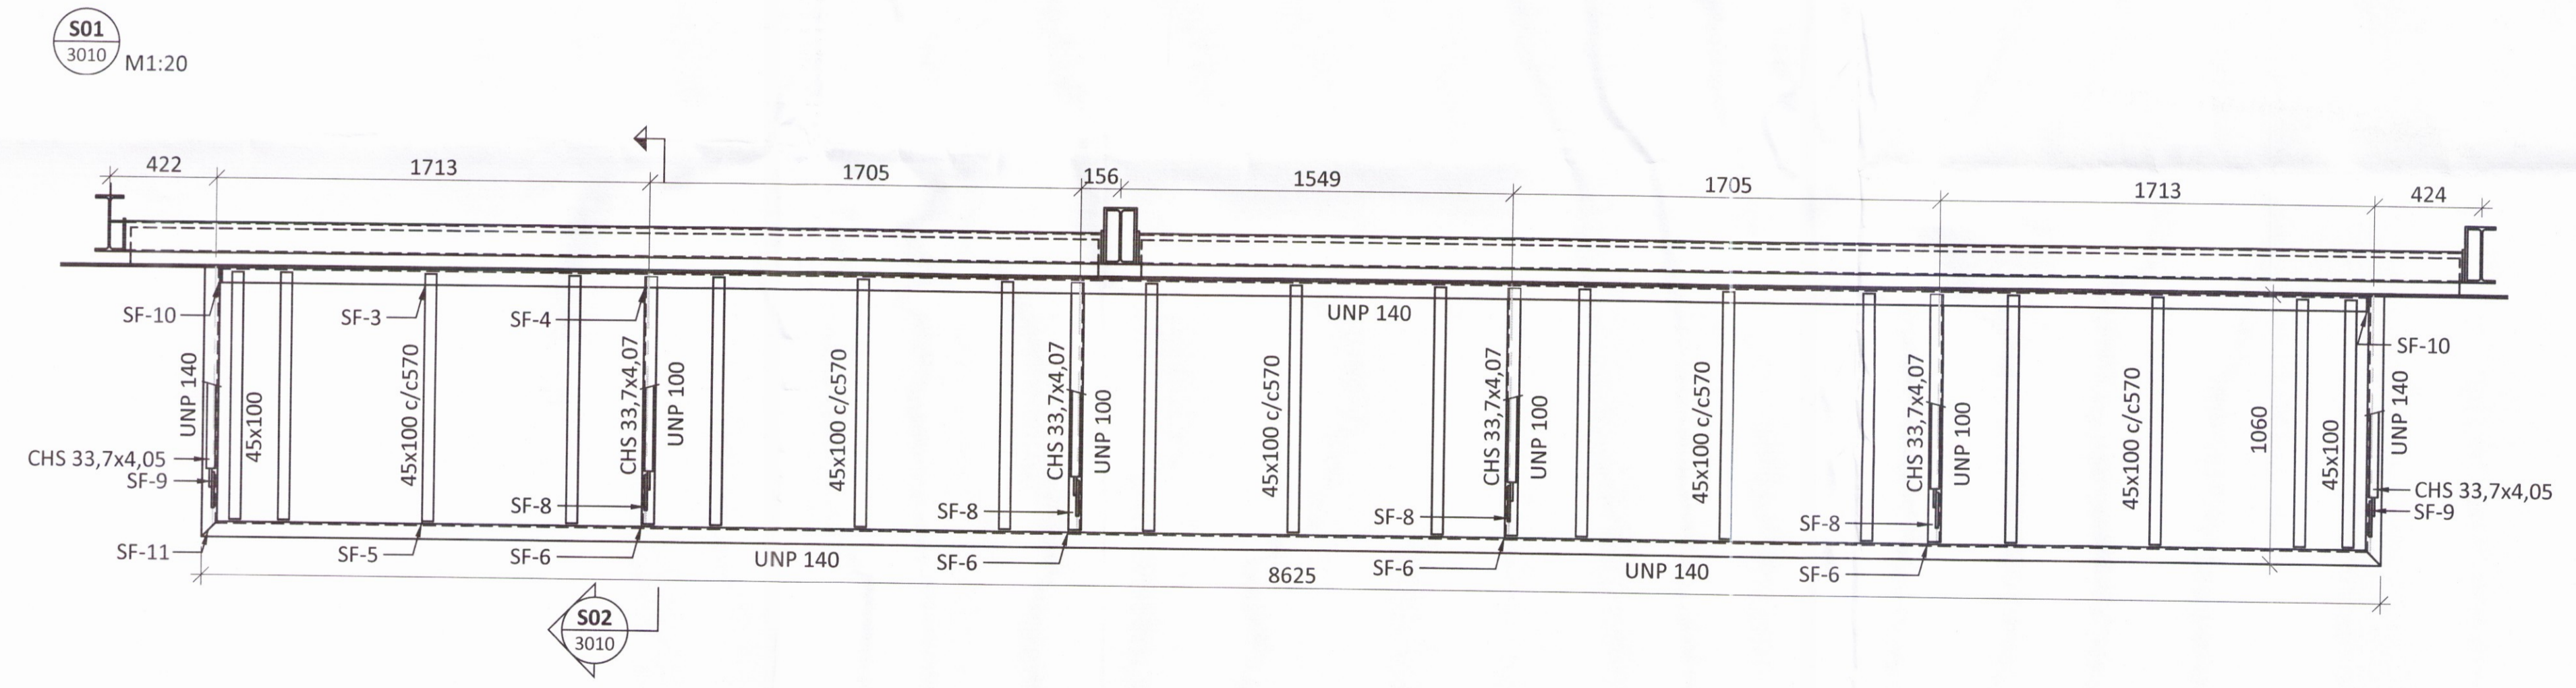 S01
3010
M1:20
422
1713
1705
156
1549
1705
1713
424
SF-10
SF-3
SF-4
UNP 140
SF-10
UNP 140
45x100
45x100 c/c570
CHS 33,7x4,07
UNP 100
45x100 c/c570
CHS 33,7x4,07
UNP 100
45x100 c/c570
CHS 33,7x4,07
UNP 100
45x100 c/c570
CHS 33,7x4,07
UNP 100
45x100 c/c570
1060
45x100
UNP 140
CHS 33,7x4,05
SF-9
SF-8
SF-8
SF-8
SF-8
CHS 33,7x4,05
SF-9
SF-11
SF-5
SF-6
UNP 140
SF-6
8625
SF-6
UNP 140
SF-6
S02
3010